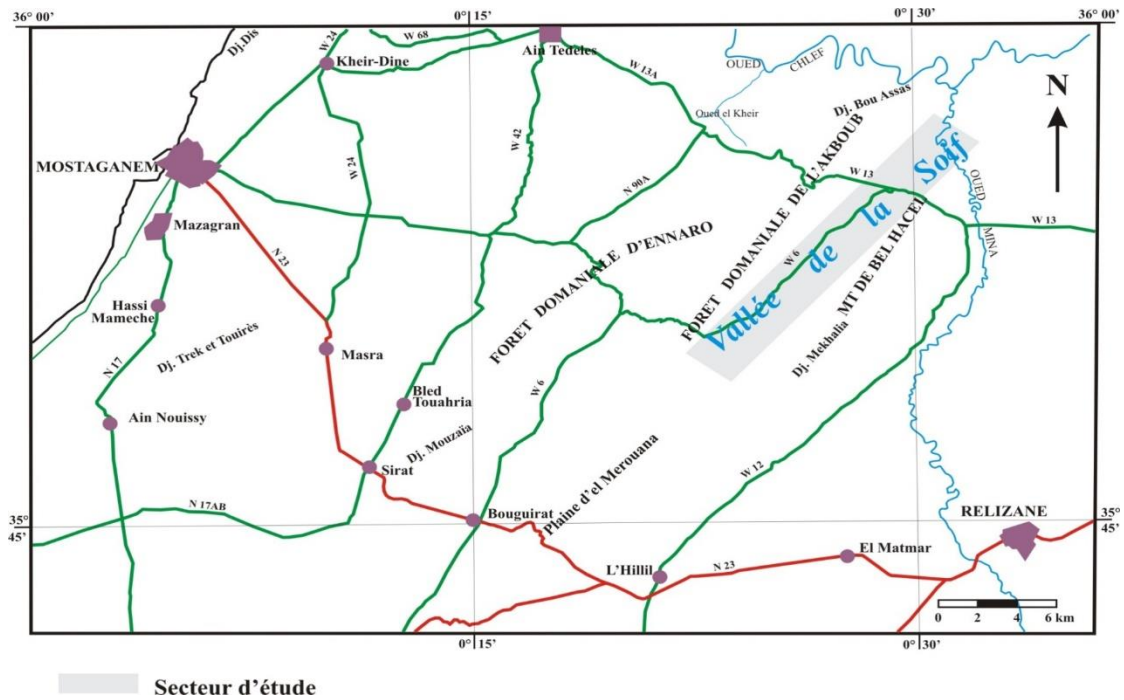 36° 00'
0° 15'
0° 30'
36° 00'
Dj.Dis
W 24
W 68
Ain Tedeles
Kheir-Dine
W 13A
OUED
CHLEF
Oued el Kheir
Dj. Bou Assas
N
MOSTAGANEM
W 24
W 42
N 90A
FORET DOMANIALE DE L'AKBOUB
W 13
Vallée de la Soif
OUED
MINA
W 13
Mazagran
N 23
FORET DOMANIALE D'ENNARO
W 6
MT DE BEL HACEL
Dj. Mekhalia
Hassi
Mameche
Dj. Trek et Touirès
N 17
Masra
Bled
Touahria
W 6
Ain Nouissy
Dj. Mouzaïa
Sirat
Plaine d'el Merouana
W 12
N 17AB
Bouguirat
RELIZANE
35°
45'
35°
45'
El Matmar
L'Hillil
N 23
0 2 4 6 km
0° 15'
0° 30'
Secteur d'étude